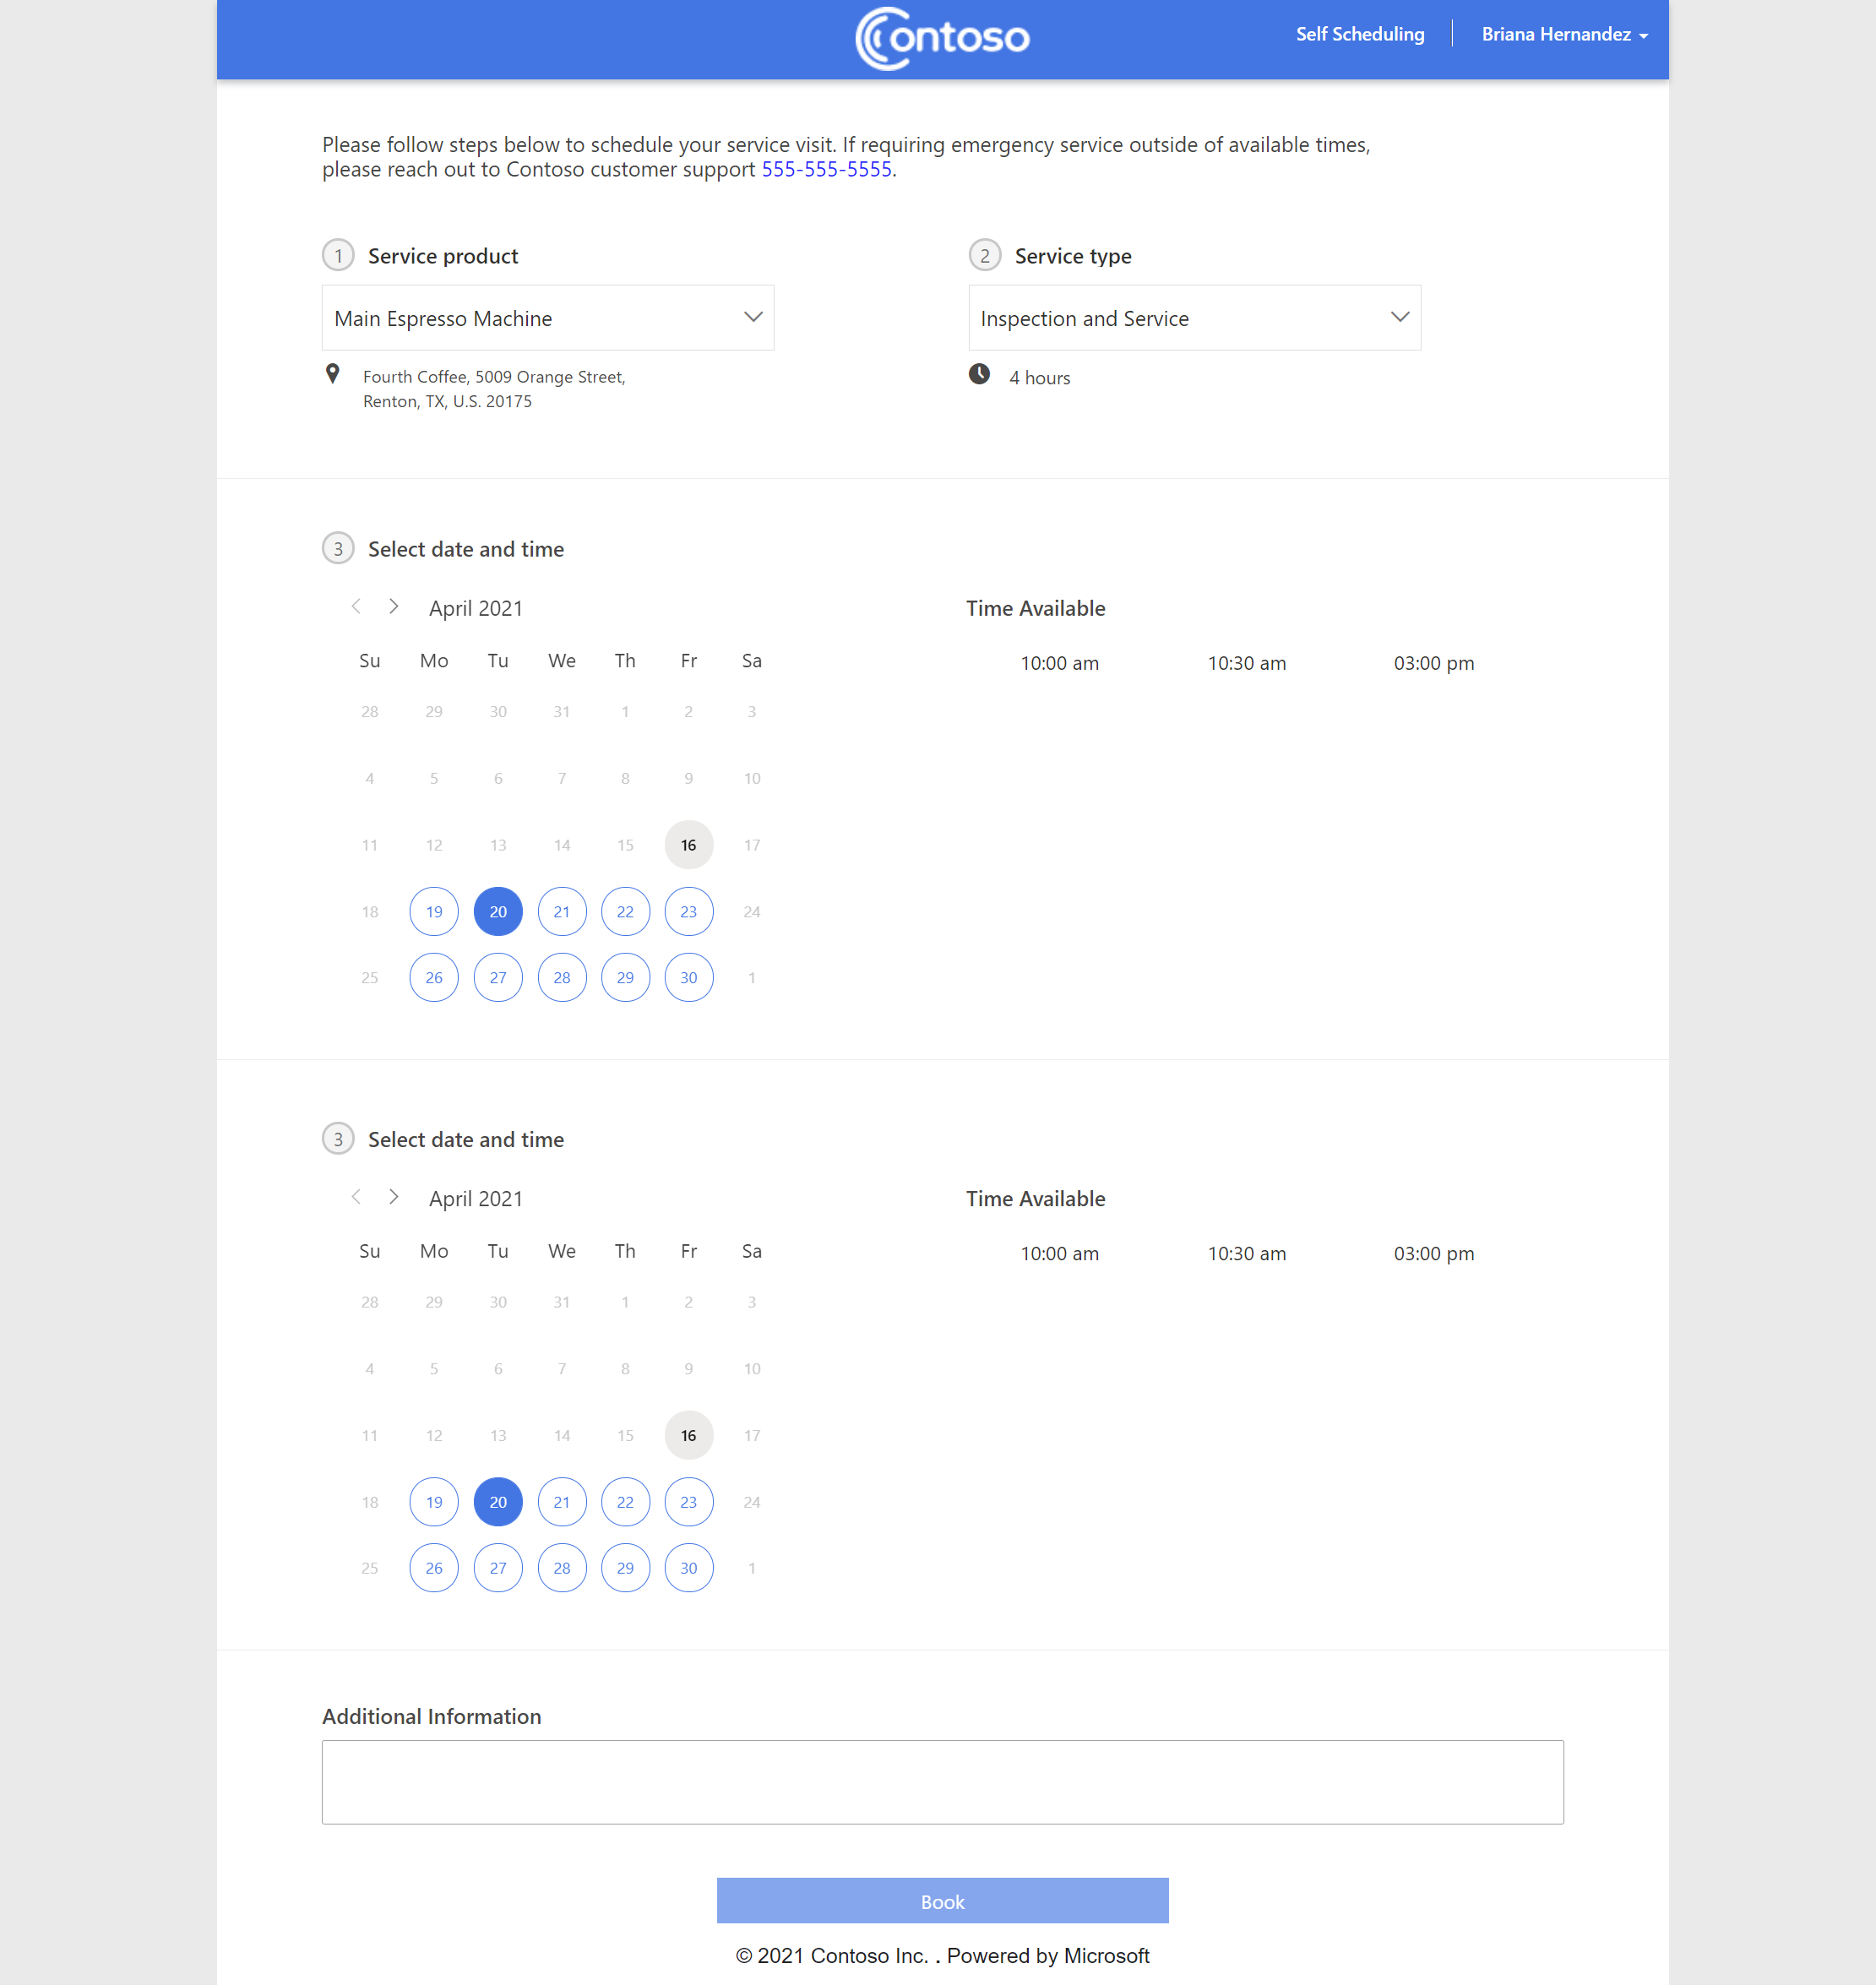 Contoso
Self Scheduling
Briana Hernandez
Please follow steps below to schedule your service visit. If requiring emergency service outside of available times,
please reach out to Contoso customer support 555-555-5555.
1 Service product
Main Espresso Machine
Fourth Coffee, 5009 Orange Street,
Renton, TX, U.S. 20175
2 Service type
Inspection and Service
4 hours
3 Select date and time
April 2021
Su Mo Tu We Th Fr Sa
28 29 30 31 1 2 3
4 5 6 7 8 9 10
11 12 13 14 15 16 17
18 19 20 21 22 23 24
25 26 27 28 29 30 1
Time Available
10:00 am 10:30 am 03:00 pm
3 Select date and time
April 2021
Su Mo Tu We Th Fr Sa
28 29 30 31 1 2 3
4 5 6 7 8 9 10
11 12 13 14 15 16 17
18 19 20 21 22 23 24
25 26 27 28 29 30 1
Time Available
10:00 am 10:30 am 03:00 pm
Additional Information
Book
© 2021 Contoso Inc. . Powered by Microsoft